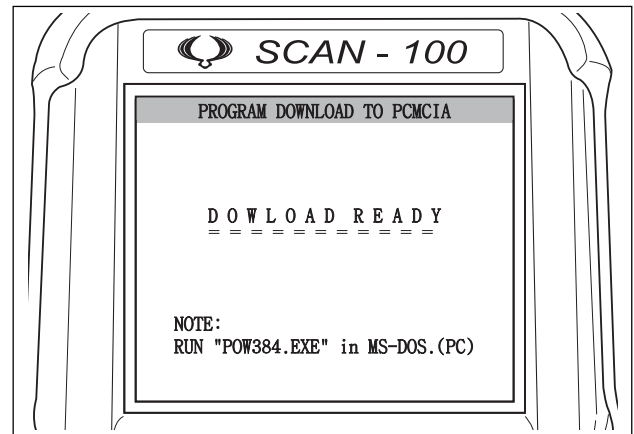 SCAN - 100
PROGRAM DOWNLOAD TO PCMCIA
D O W L O A D  R E A D Y
= = = = = = = = = = =
NOTE:
RUN "POW384.EXE" in MS-DOS.(PC)